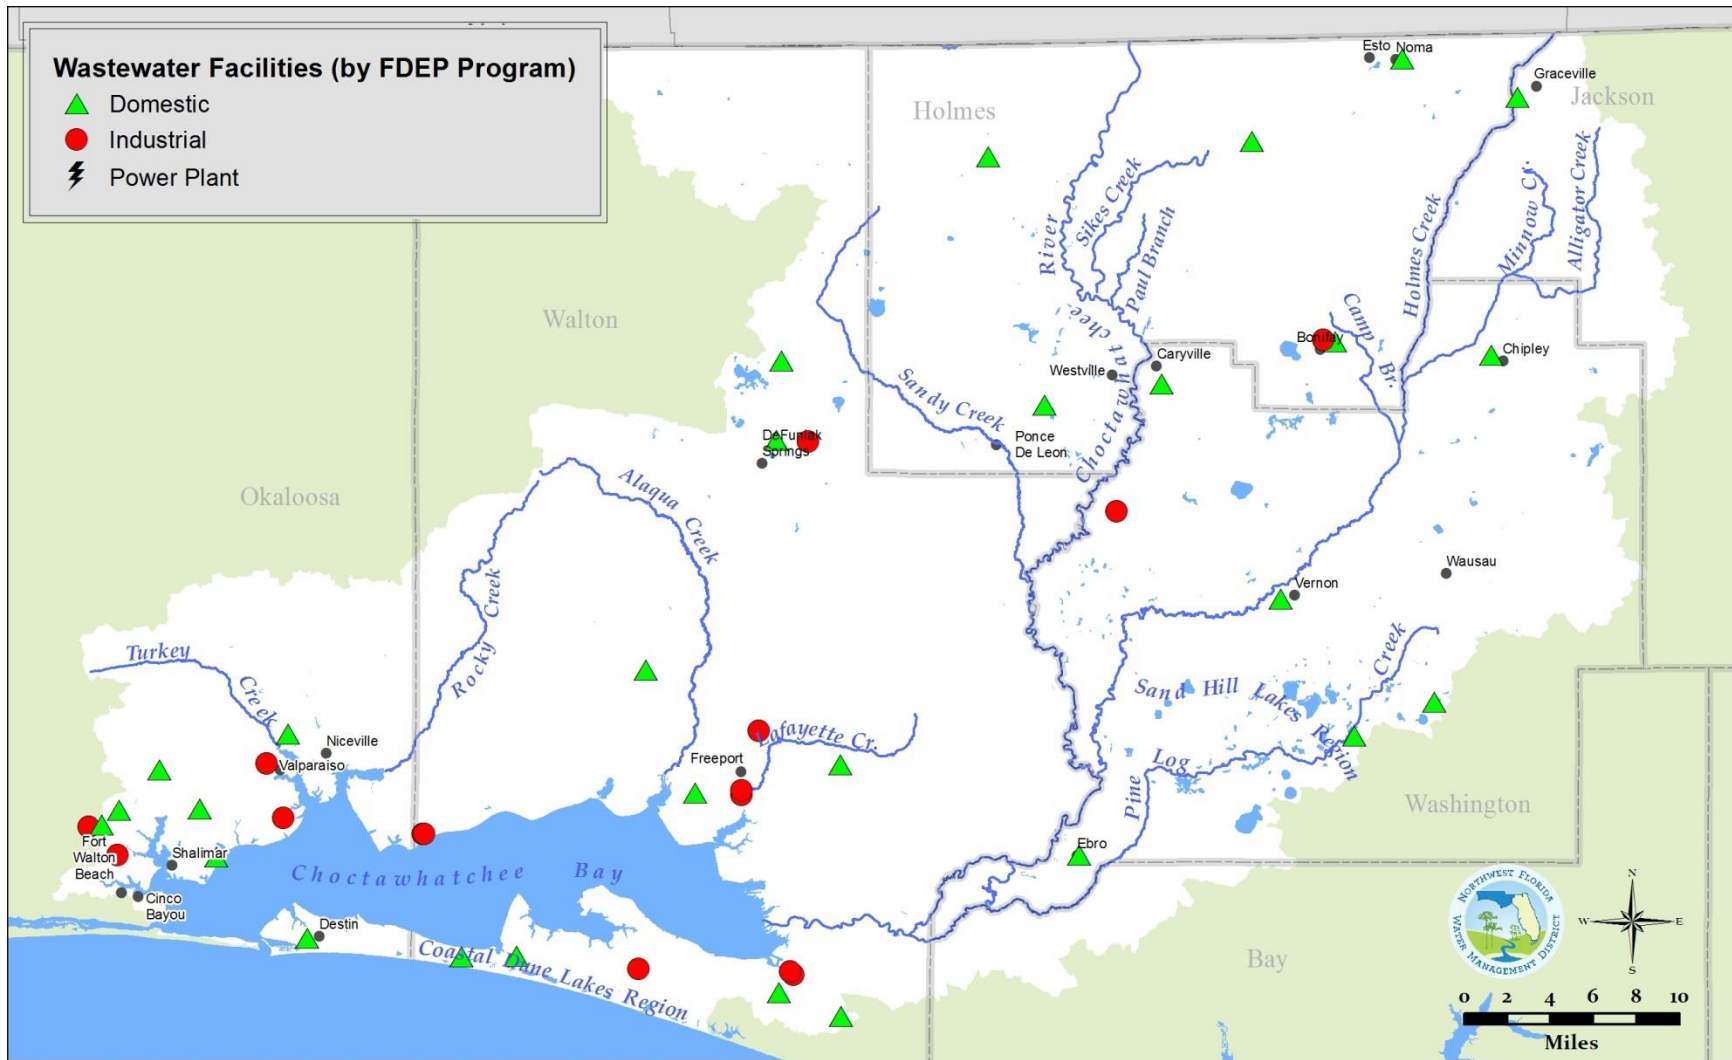 Wastewater Facilities (by FDEP Program)
Domestic
Industrial
Power Plant
Esto
Noma
Graceville
Jackson
Holmes
River
Sikes Creek
Paul Branch
Holmes Creek
Minnow Cr.
Alligator Creek
Walton
Choctawhatchee
Camp Br.
Bonifay
Chipley
Caryville
Westville
Sandy Creek
Ponce
De Leon
DeFuniak
Springs
Okaloosa
Alaqua Creek
Rocky Creek
Wausau
Vernon
Turkey Creek
Creek
Sand Hill Lakes Region
Niceville
Valparaiso
Freeport
Lafayette Cr.
Pine Log
Washington
Fort
Walton
Beach
Shalimar
Ebro
Choctawhatchee Bay
Cinco
Bayou
Destin
Coastal Dune Lakes Region
Bay
NORTHWEST FLORIDA
WATER MANAGEMENT DISTRICT
N
W
E
S
0 2 4 6 8 10
Miles